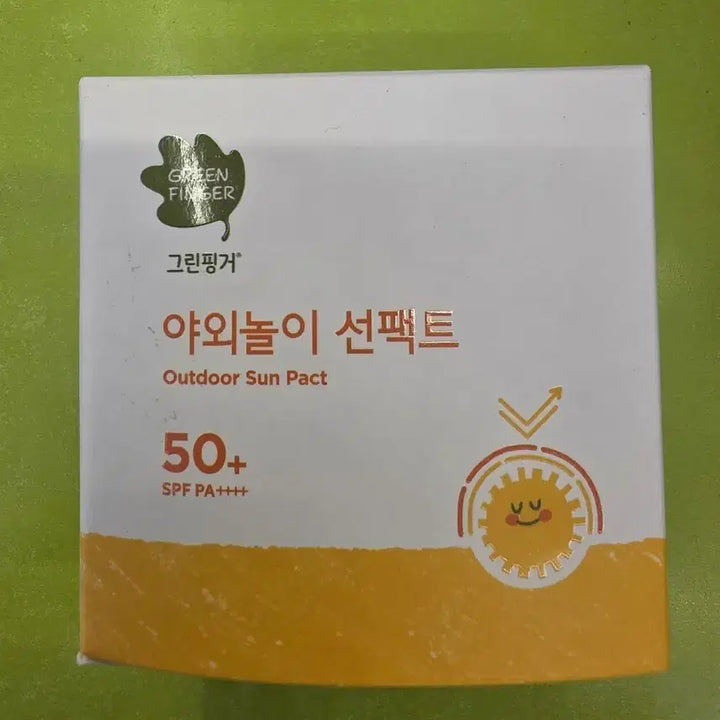 GREEN
FINGER
그린핑거®
야외놀이 선팩트
Outdoor Sun Pact
50+
SPF PA++++